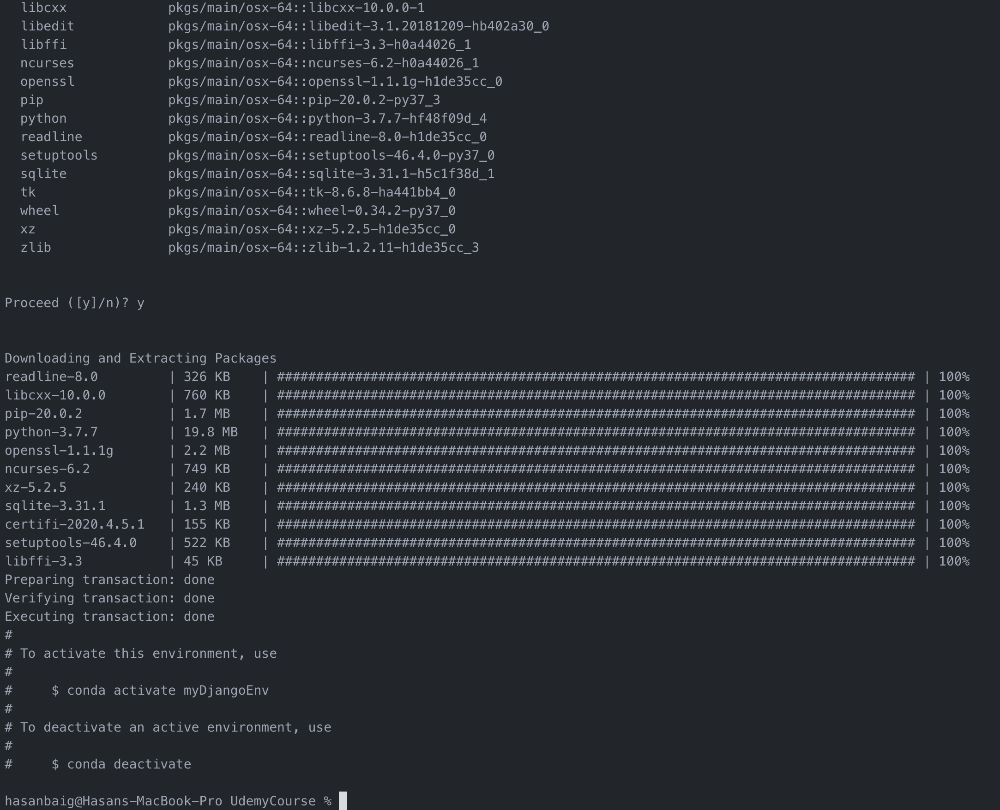 libcxx pkgs/main/osx-64::libcxx-10.0.0-1
libedit pkgs/main/osx-64::libedit-3.1.20181209-hb402a30_0
libffi pkgs/main/osx-64::libffi-3.3-h0a44026_1
ncurses pkgs/main/osx-64::ncurses-6.2-h0a44026_1
openssl pkgs/main/osx-64::openssl-1.1.1g-h1de35cc_0
pip pkgs/main/osx-64::pip-20.0.2-py37_3
python pkgs/main/osx-64::python-3.7.7-hf48f09d_4
readline pkgs/main/osx-64::readline-8.0-h1de35cc_0
setuptools pkgs/main/osx-64::setuptools-46.4.0-py37_0
sqlite pkgs/main/osx-64::sqlite-3.31.1-h5c1f38d_1
tk pkgs/main/osx-64::tk-8.6.8-ha441bb4_0
wheel pkgs/main/osx-64::wheel-0.34.2-py37_0
xz pkgs/main/osx-64::xz-5.2.5-h1de35cc_0
zlib pkgs/main/osx-64::zlib-1.2.11-h1de35cc_3
Proceed ([y]/n)? y
Downloading and Extracting Packages
readline-8.0 | 326 KB | ################################################################################## | 100%
libcxx-10.0.0 | 760 KB | ################################################################################## | 100%
pip-20.0.2 | 1.7 MB | ################################################################################## | 100%
python-3.7.7 | 19.8 MB | ################################################################################## | 100%
openssl-1.1.1g | 2.2 MB | ################################################################################## | 100%
ncurses-6.2 | 749 KB | ################################################################################## | 100%
xz-5.2.5 | 240 KB | ################################################################################## | 100%
sqlite-3.31.1 | 1.3 MB | ################################################################################## | 100%
certifi-2020.4.5.1 | 155 KB | ################################################################################## | 100%
setuptools-46.4.0 | 522 KB | ################################################################################## | 100%
libffi-3.3 | 45 KB | ################################################################################## | 100%
Preparing transaction: done
Verifying transaction: done
Executing transaction: done
#
# To activate this environment, use
#
# $ conda activate myDjangoEnv
#
# To deactivate an active environment, use
#
# $ conda deactivate
hasanbaig@Hasans-MacBook-Pro UdemyCourse %